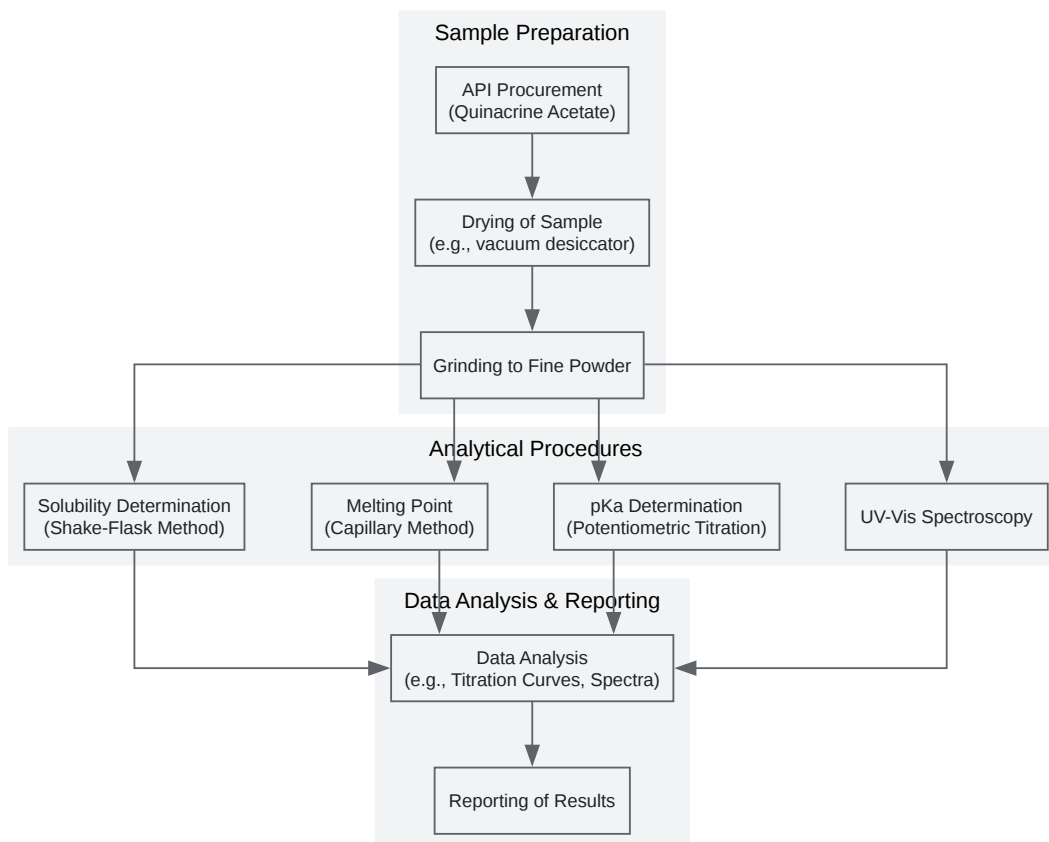 Sample Preparation
API Procurement
(Quinacrine Acetate)
Drying of Sample
(e.g., vacuum desiccator)
Grinding to Fine Powder
Analytical Procedures
Solubility Determination
(Shake-Flask Method)
Melting Point
(Capillary Method)
pKa Determination
(Potentiometric Titration)
UV-Vis Spectroscopy
Data Analysis & Reporting
Data Analysis
(e.g., Titration Curves, Spectra)
Reporting of Results